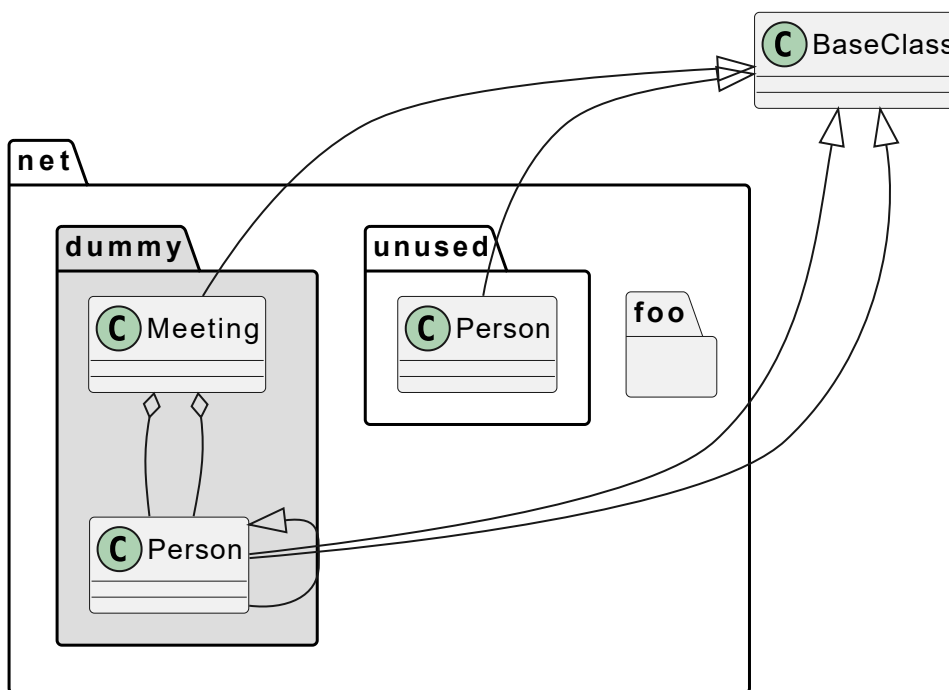 C BaseClass
net
dummy
unused
foo
C Meeting
C Person
C Person